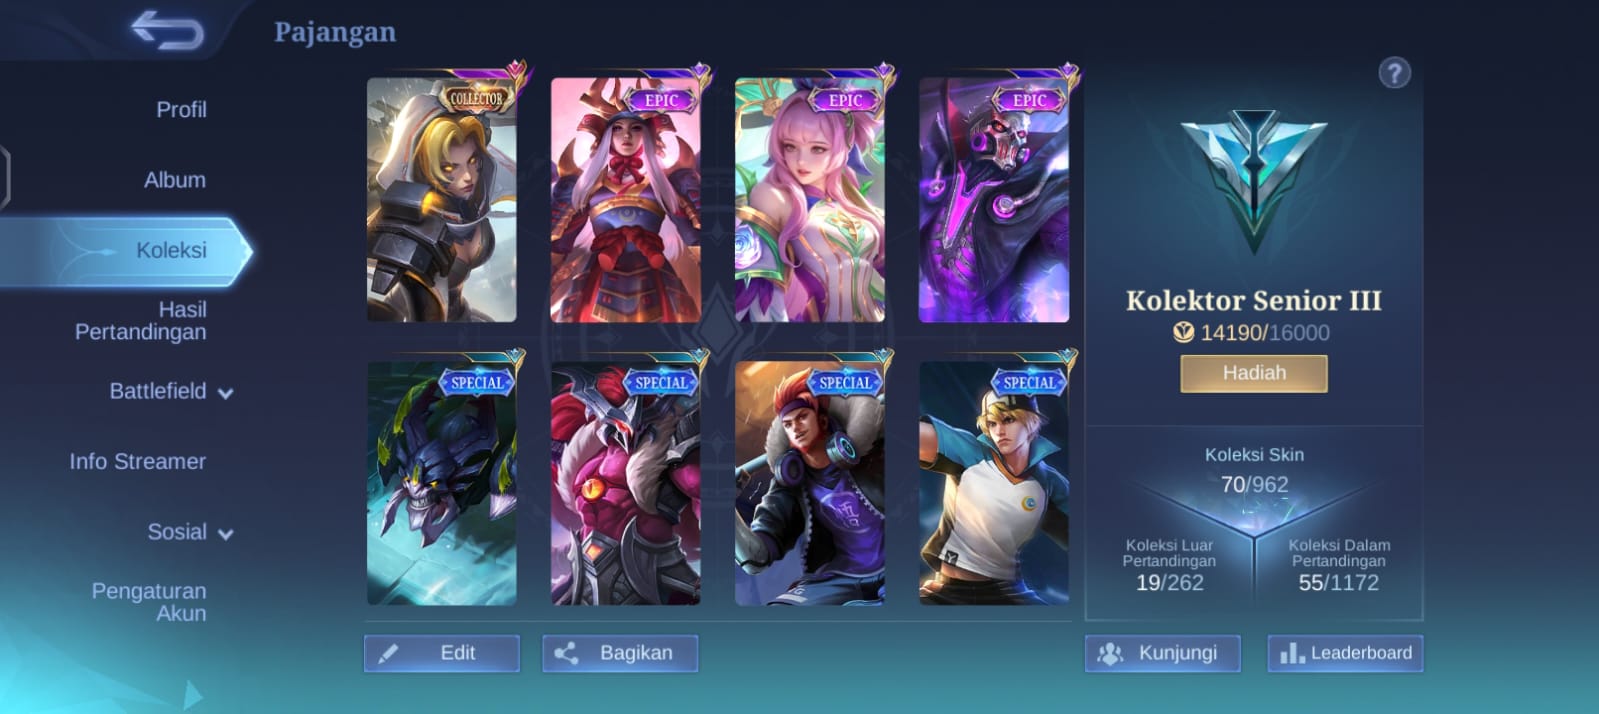 Pajangan
Profil
Album
Koleksi
Hasil
Pertandingan
Battlefield
Info Streamer
Sosial
Pengaturan
Akun
COLLECTOR
EPIC
EPIC
EPIC
SPECIAL
SPECIAL
SPECIAL
SPECIAL
Edit
Bagikan
?
Kolektor Senior III
14190/16000
Hadiah
Koleksi Skin
70/962
Koleksi Luar
Pertandingan
19/262
Koleksi Dalam
Pertandingan
55/1172
Kunjungi
Leaderboard